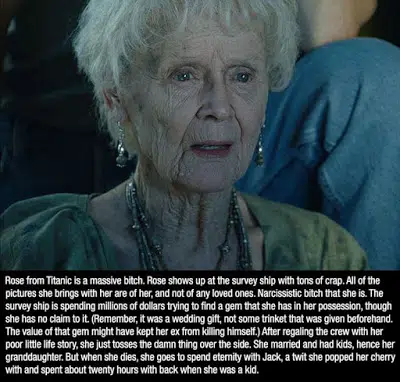 Rose from Titanic is a massive bitch. Rose shows up at the survey ship with tons of crap. All of the
pictures she brings with her are of her, and not of any loved ones. Narcissistic bitch that she is. The
survey ship is spending millions of dollars trying to find a gem that she has in her possession, though
she has no claim to it. (Remember, it was a wedding gift, not some trinket that was given beforehand.
The value of that gem might have kept her ex from killing himself.) After regaling the crew with her
poor little life story, she just tosses the damn thing over the side. She married and had kids, hence her
granddaughter. But when she dies, she goes to spend eternity with Jack, a twit she popped her cherry
with and spent about twenty hours with back when she was a kid.